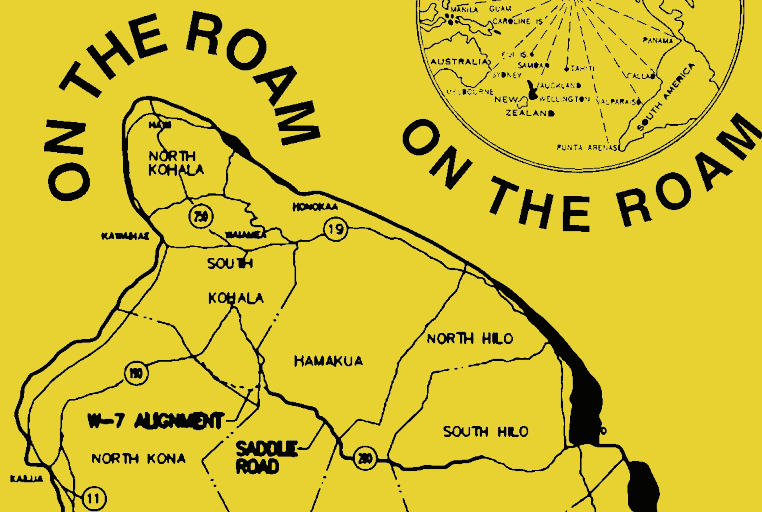 ON THE ROAM
MANILA GUAM
CAROLINE IS
PANAMA
FIJI IS.
AUSTRALIA
SAMOA
TAHITI
SYDNEY
CALLAO
MELBOURNE
AUCKLAND
NEW ZEALAND
WELLINGTON
VALPARAISO
SOUTH AMERICA
PUNTA ARENAS
ON THE ROAM
HAWI
NORTH
KOHALA
HONOKAA
250
19
KAWAIHAE
WAIMEA
SOUTH
KOHALA
NORTH HILO
HAMAKUA
190
W-7 ALIGNMENT
SOUTH HILO
SADDLE
ROAD
200
NORTH KONA
KAILUA
11